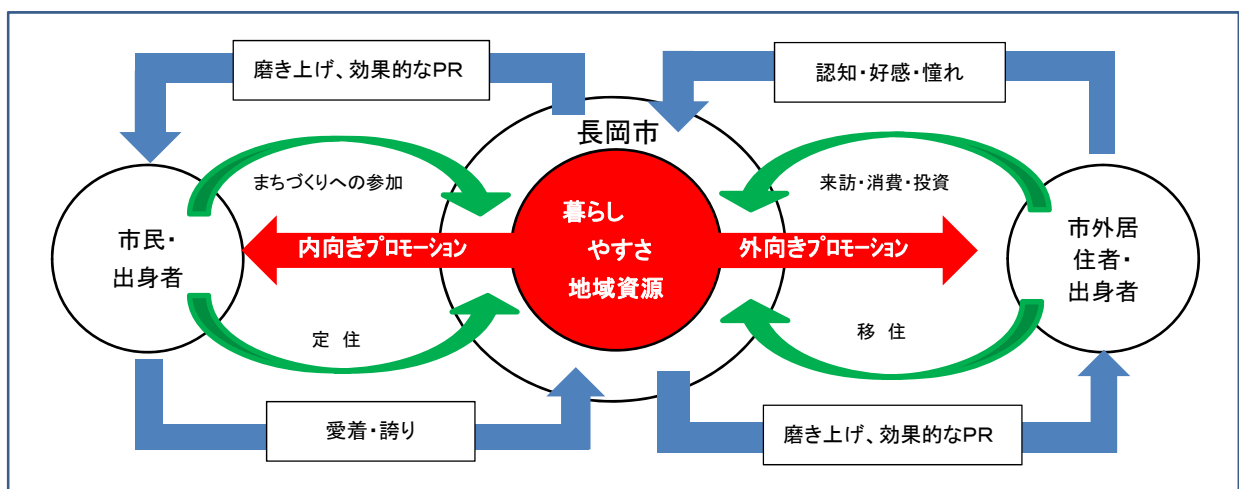 磨き上げ、効果的なPR
認知・好感・憧れ
長岡市
まちづくりへの参加
来訪・消費・投資
暮らし
やすさ
地域資源
内向きプロモーション
外向きプロモーション
市民・
出身者
市外居
住者・
出身者
定 住
移 住
愛着・誇り
磨き上げ、効果的なPR